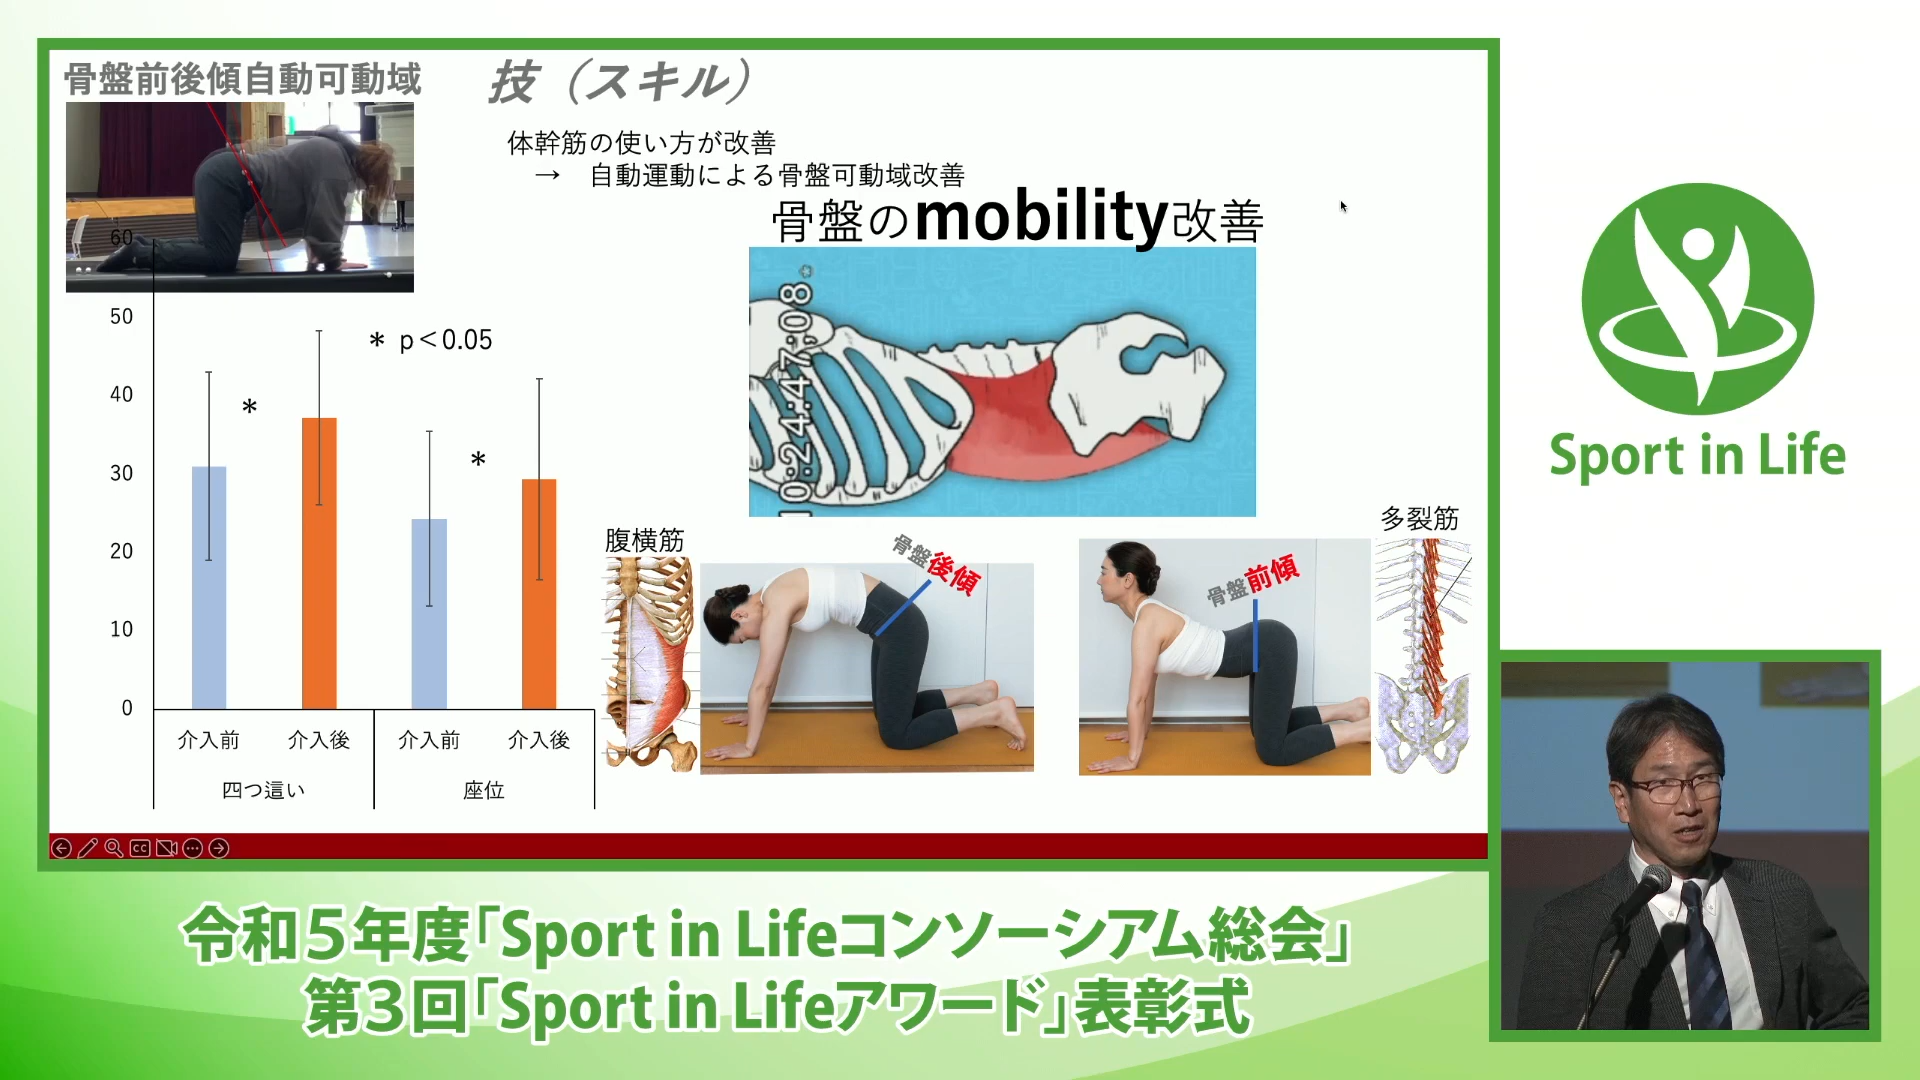 骨盤前後傾自動可動域
技（スキル）
体幹筋の使い方が改善
→ 自動運動による骨盤可動域改善
骨盤のmobility改善
60
50
40
30
20
10
0
＊ p＜0.05
＊
＊
介入前
介入後
介入前
介入後
四つ這い
座位
10:24:47;08
腹横筋
骨盤後傾
骨盤前傾
多裂筋
CC
Sport in Life
令和５年度「Sport in Lifeコンソーシアム総会」
第３回「Sport in Lifeアワード」表彰式